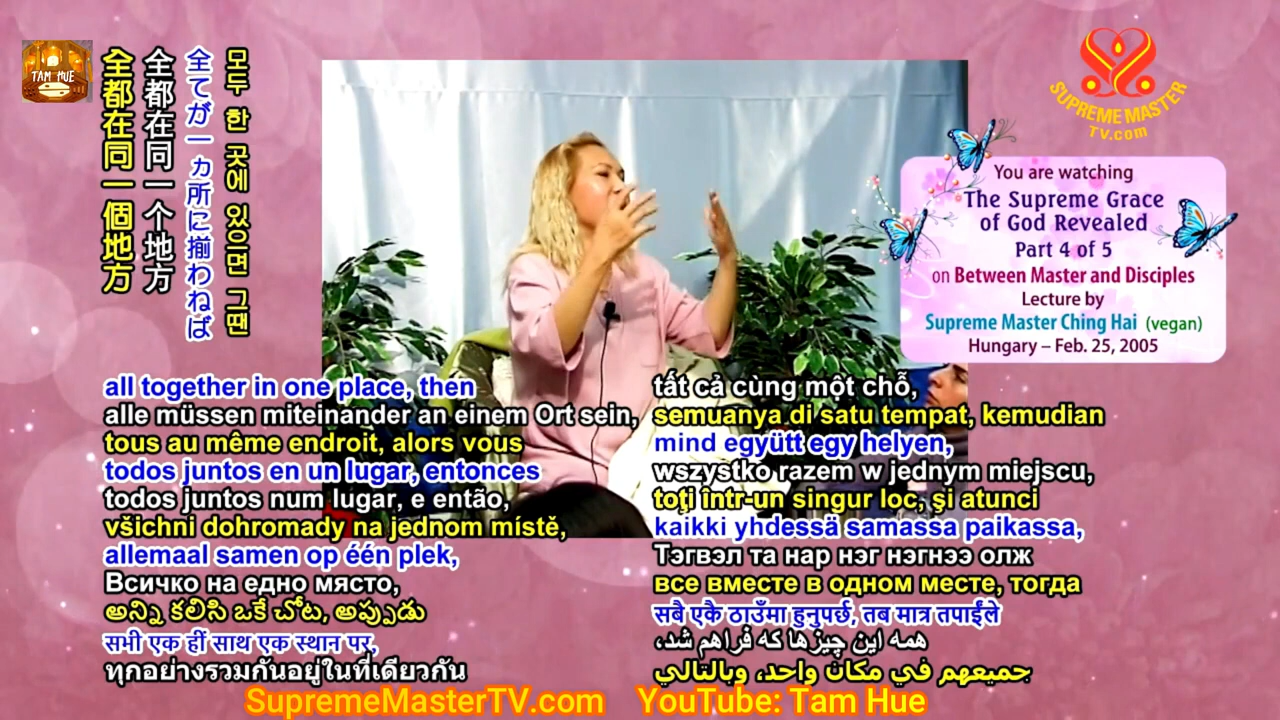 TAM HUE
全都在同一個地方
全都在同一个地方
全てが一ヵ所に揃わねば
모두 한 곳에 있으면 그땐
SUPREME MASTER
TV.com
You are watching
The Supreme Grace
of God Revealed
Part 4 of 5
on Between Master and Disciples
Lecture by
Supreme Master Ching Hai (vegan)
Hungary – Feb. 25, 2005
all together in one place, then
alle müssen miteinander an einem Ort sein,
tous au même endroit, alors vous
todos juntos en un lugar, entonces
todos juntos num lugar, e então,
všichni dohromady na jednom místě,
allemaal samen op één plek,
Всичко на едно място,
అన్ని కలిసి ఒకే చోట, అప్పుడు
सभी एक हीं साथ एक स्थान पर,
ทุกอย่างรวมกันอยู่ในที่เดียวกัน
tất cả cùng một chỗ,
semuanya di satu tempat, kemudian
mind együtt egy helyen,
wszystko razem w jednym miejscu,
toţi într-un singur loc, şi atunci
kaikki yhdessä samassa paikassa,
Тэгвэл та нар нэг нэгнээ олж
все вместе в одном месте, тогда
सबै एकै ठाउँमा हुनुपर्छ, तब मात्र तपाईंले
همه این چیزها که فراهم شد،
جميعهم في مكان واحد، وبالتالي
SupremeMasterTV.com YouTube: Tam Hue